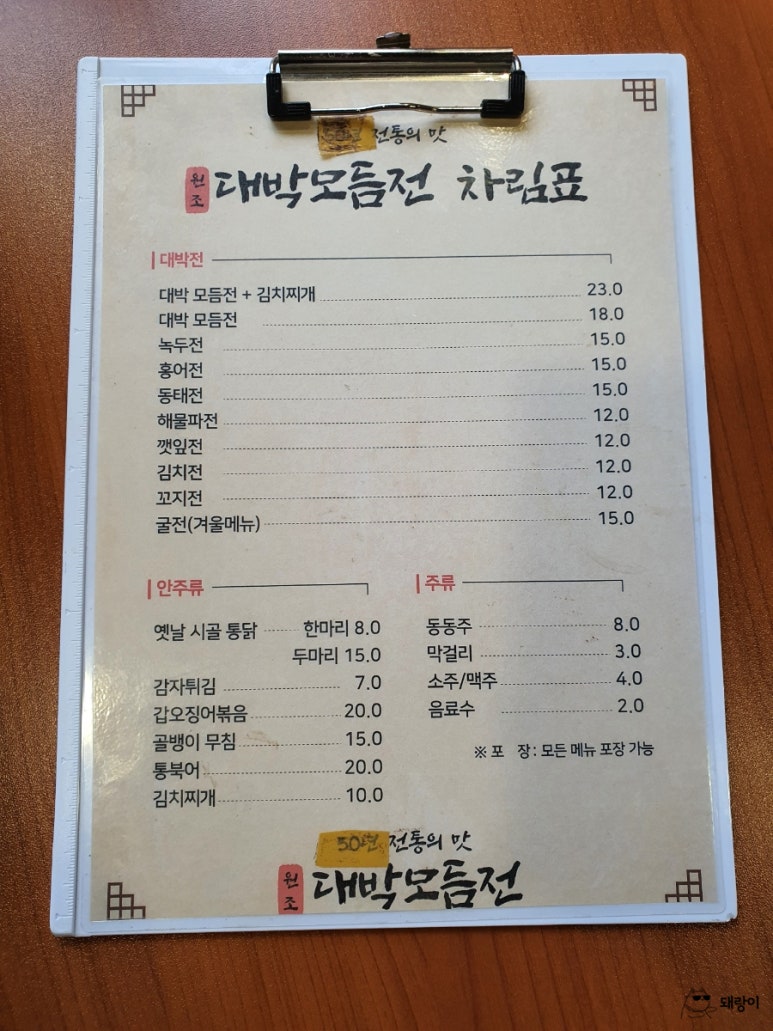 전통의 맛
원조 대박모듬전 차림표
대박전
대박 모듬전 + 김치찌개 23.0
대박 모듬전 18.0
녹두전 15.0
홍어전 15.0
동태전 15.0
해물파전 12.0
깻잎전 12.0
김치전 12.0
꼬지전 12.0
굴전(겨울메뉴) 15.0
안주류
옛날 시골 통닭 한마리 8.0
두마리 15.0
감자튀김 7.0
갑오징어볶음 20.0
골뱅이 무침 15.0
통북어 20.0
김치찌개 10.0
주류
동동주 8.0
막걸리 3.0
소주/맥주 4.0
음료수 2.0
※ 포 장 : 모든 메뉴 포장 가능
50년 전통의 맛
원조 대박모듬전
돼랑이